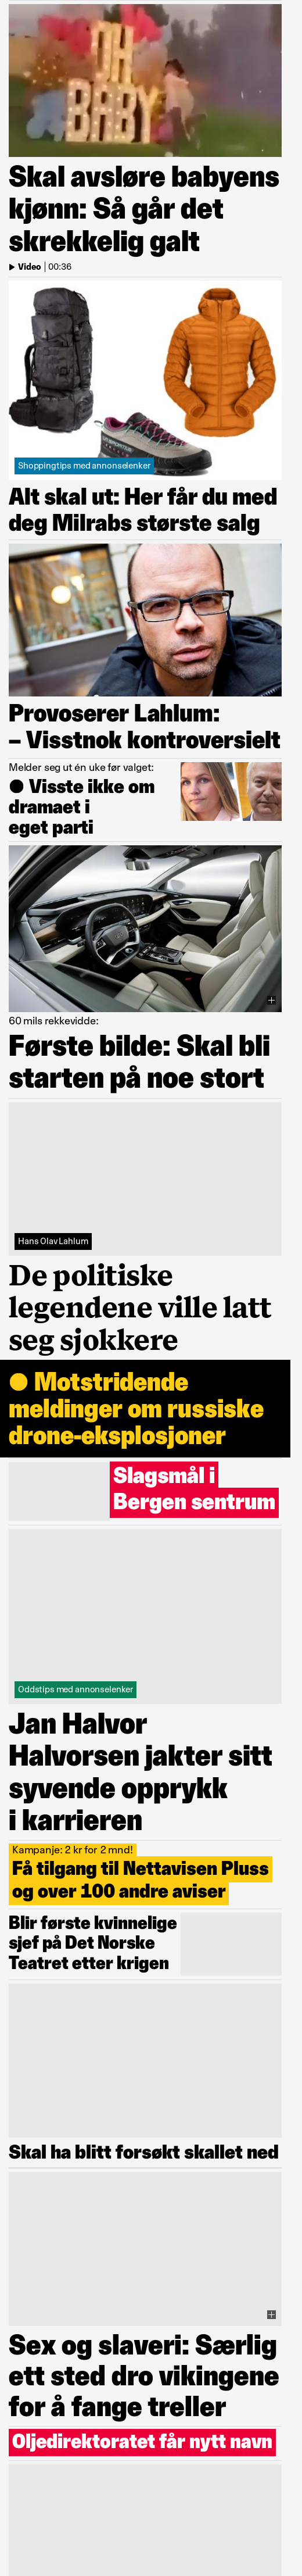 Skal avsløre babyens
kjønn: Så går det
skrekkelig galt
Video | 00:36
Shoppingtips med annonselenker
Alt skal ut: Her får du med
deg Milrabs største salg
Provoserer Lahlum:
– Visstnok kontroversielt
Melder seg ut én uke før valget:
● Visste ikke om
dramaet i
eget parti
60 mils rekkevidde:
Første bilde: Skal bli
starten på noe stort
Hans Olav Lahlum
De politiske
legendene ville latt
seg sjokkere
● Motstridende
meldinger om russiske
drone-eksplosjoner
Slagsmål i
Bergen sentrum
Oddstips med annonselenker
Jan Halvor
Halvorsen jakter sitt
syvende opprykk
i karrieren
Kampanje: 2 kr for 2 mnd!
Få tilgang til Nettavisen Pluss
og over 100 andre aviser
Blir første kvinnelige
sjef på Det Norske
Teatret etter krigen
Skal ha blitt forsøkt skallet ned
Sex og slaveri: Særlig
ett sted dro vikingene
for å fange treller
Oljedirektoratet får nytt navn